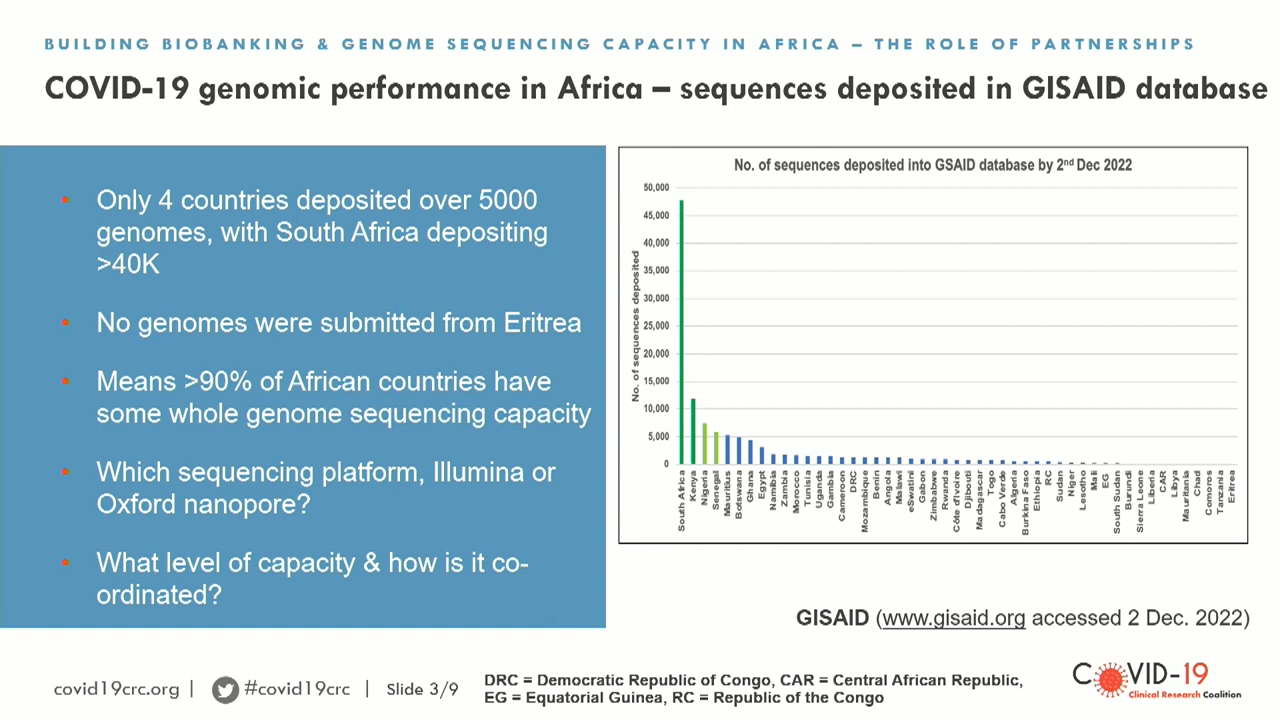 BUILDING BIOBANKING & GENOME SEQUENCING CAPACITY IN AFRICA – THE ROLE OF PARTNERSHIPS
COVID-19 genomic performance in Africa – sequences deposited in GISAID database
• Only 4 countries deposited over 5000
genomes, with South Africa depositing
>40K
• No genomes were submitted from Eritrea
• Means >90% of African countries have
some whole genome sequencing capacity
• Which sequencing platform, Illumina or
Oxford nanopore?
• What level of capacity & how is it co-
ordinated?
No. of sequences deposited into GSAID database by 2nd Dec 2022
No. of sequences deposited
50,000
45,000
40,000
35,000
30,000
25,000
20,000
15,000
10,000
5,000
0
South Africa
Kenya
Nigeria
Senegal
Mauritius
Botswana
Ghana
Egypt
Namibia
Zambia
Morocco
Tunisia
Uganda
Gambia
Cameroon
DRC
Mozambique
Benin
Angola
Malawi
eSwatini
Gabon
Zimbabwe
Rwanda
Côte d'Ivoire
Djibouti
Madagascar
Togo
Cabo Verde
Algeria
Burkina Faso
Ethiopia
RC
Sudan
Niger
Lesotho
Mali
EG
South Sudan
Burundi
Sierra Leone
Liberia
CAR
Libya
Mauritania
Chad
Comoros
Tanzania
Eritrea
GISAID (www.gisaid.org accessed 2 Dec. 2022)
covid19crc.org | #covid19crc | Slide 3/9
DRC = Democratic Republic of Congo, CAR = Central African Republic,
EG = Equatorial Guinea, RC = Republic of the Congo
COVID-19
Clinical Research Coalition